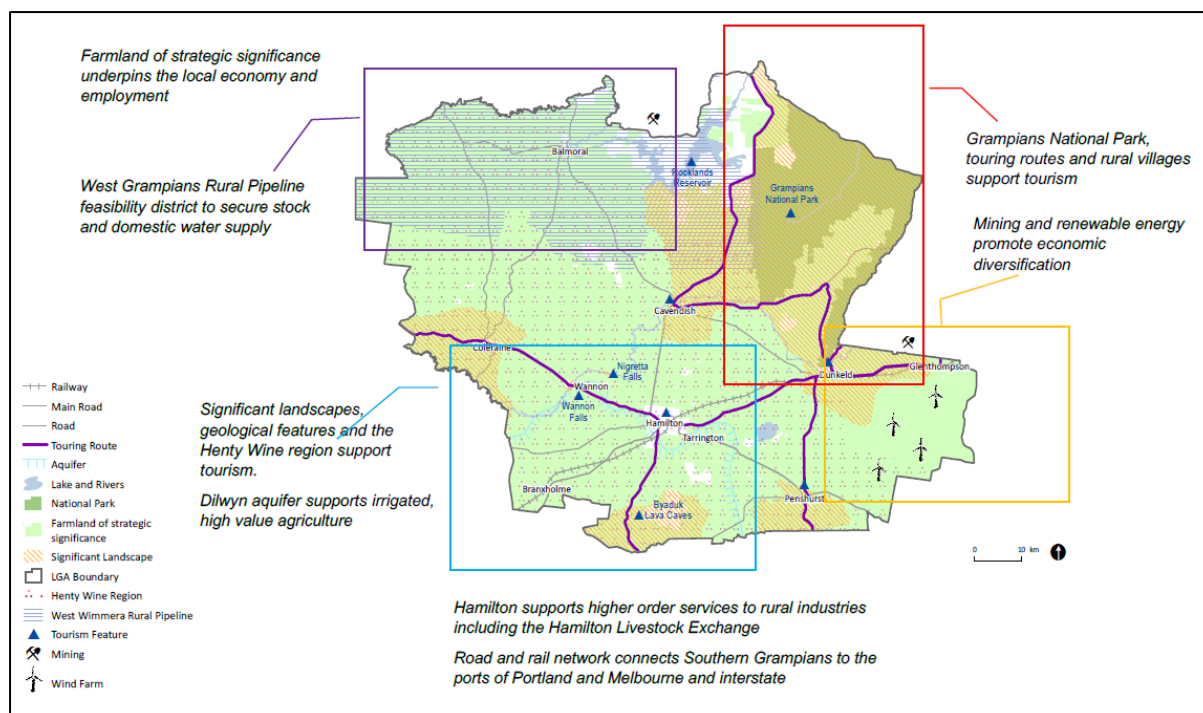 Farmland of strategic significance
underpins the local economy and
employment
West Grampians Rural Pipeline
feasibility district to secure stock
and domestic water supply
Grampians National Park,
touring routes and rural villages
support tourism
Mining and renewable energy
promote economic
diversification
Balmoral
Rocklands
Reservoir
Grampians
National Park
Cavendish
Coleraine
Nigretta
Falls
Wannon
Wannon
Falls
Hamilton
Tarrington
Dunkeld
Glenthompson
Branxholme
Byaduk
Lava Caves
Penshurst
Significant landscapes,
geological features and the
Henty Wine region support
tourism.
Dilwyn aquifer supports irrigated,
high value agriculture
Railway
Main Road
Road
Touring Route
Aquifer
Lake and Rivers
National Park
Farmland of strategic
significance
Significant Landscape
LGA Boundary
Henty Wine Region
West Wimmera Rural Pipeline
Tourism Feature
Mining
Wind Farm
0 10 km
Hamilton supports higher order services to rural industries
including the Hamilton Livestock Exchange
Road and rail network connects Southern Grampians to the
ports of Portland and Melbourne and interstate